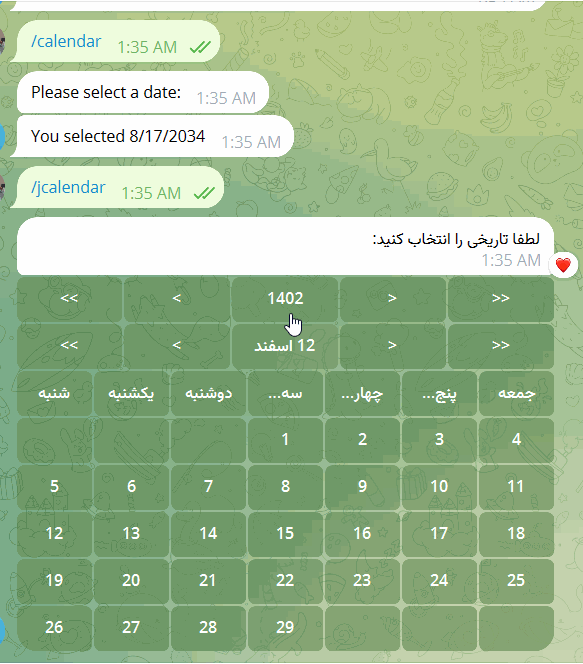 /calendar 1:35 AM
Please select a date: 1:35 AM
You selected 8/17/2034 1:35 AM
/jcalendar 1:35 AM
لطفا تاریخی را انتخاب کنید:
1:35 AM
<< < 1402 > >>
<< < 12 اسفند > >>
شنبه یکشنبه دوشنبه سه... چهار... پنج... جمعه
1 2 3 4
5 6 7 8 9 10 11
12 13 14 15 16 17 18
19 20 21 22 23 24 25
26 27 28 29